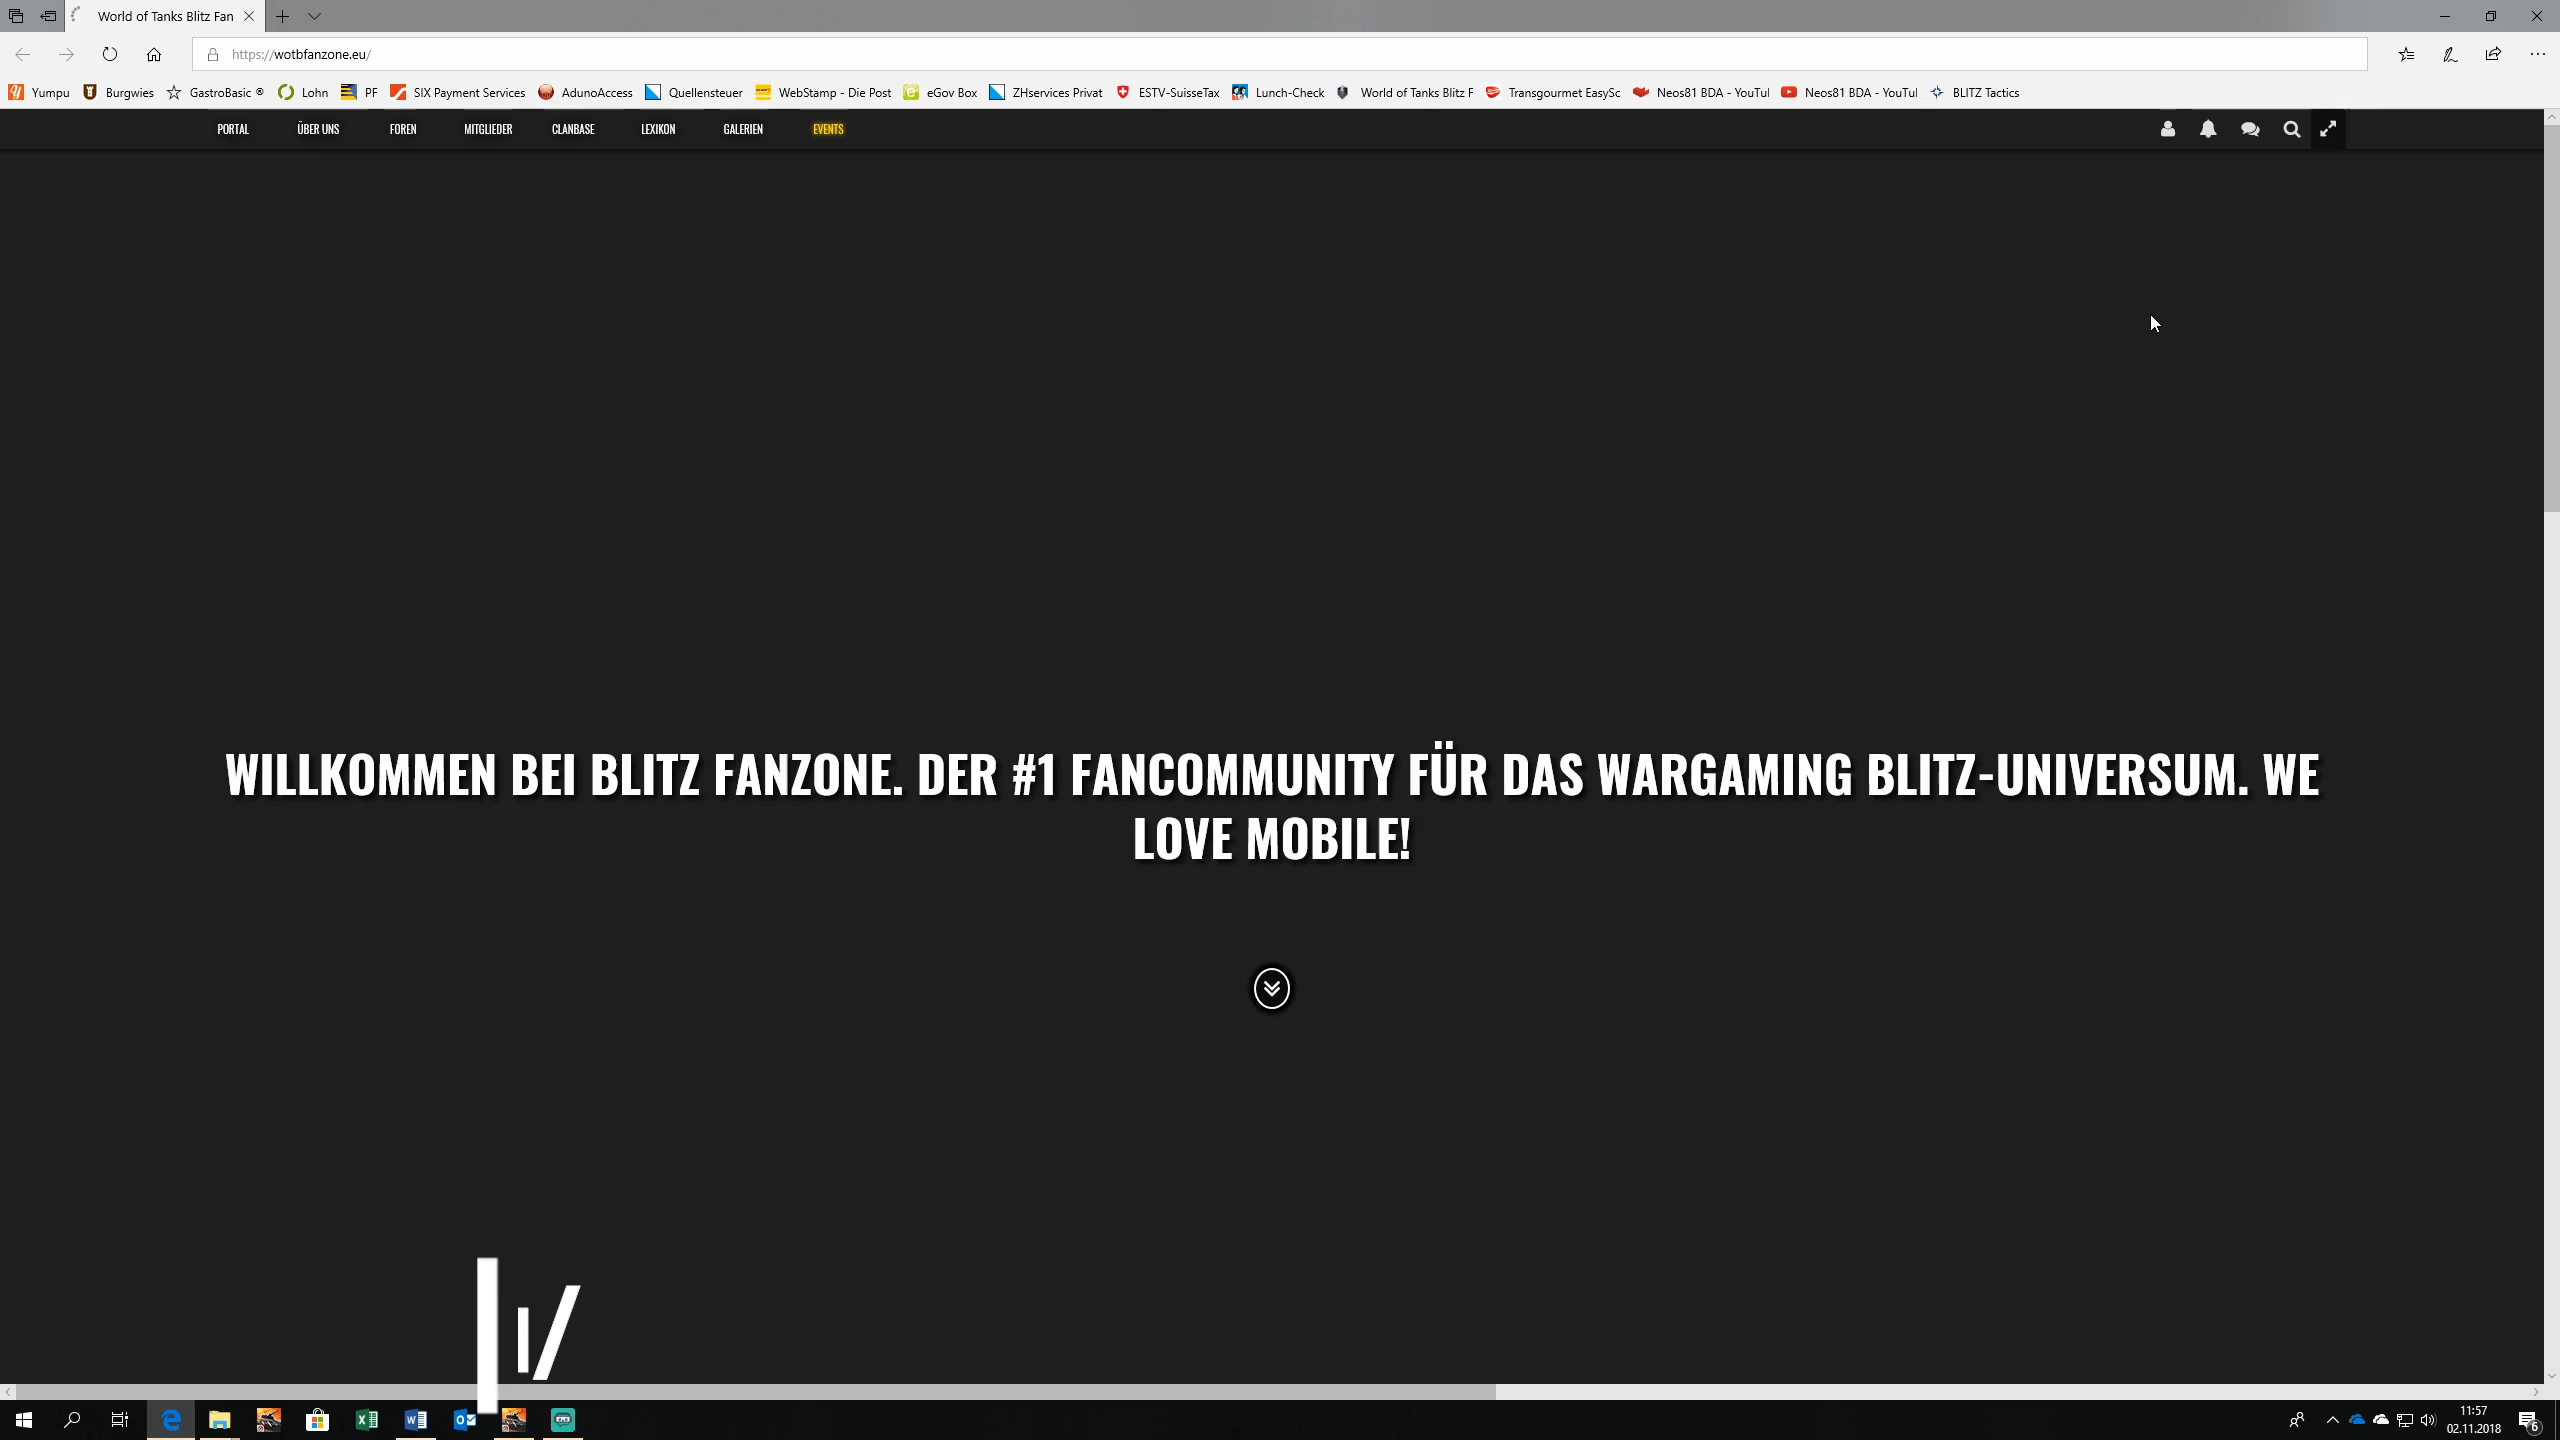 World of Tanks Blitz Fan
https://wotbfanzone.eu/
Yumpu Burgwies GastroBasic ® Lohn PF SIX Payment Services AdunoAccess Quellensteuer WebStamp - Die Post eGov Box ZHservices Privat ESTV-SuisseTax Lunch-Check World of Tanks Blitz F Transgourmet EasySc Neos81 BDA - YouTul Neos81 BDA - YouTul BLITZ Tactics
PORTAL ÜBER UNS FOREN MITGLIEDER CLANBASE LEXIKON GALERIEN EVENTS
WILLKOMMEN BEI BLITZ FANZONE. DER #1 FANCOMMUNITY FÜR DAS WARGAMING BLITZ-UNIVERSUM. WE
LOVE MOBILE!
11:57
02.11.2018
6